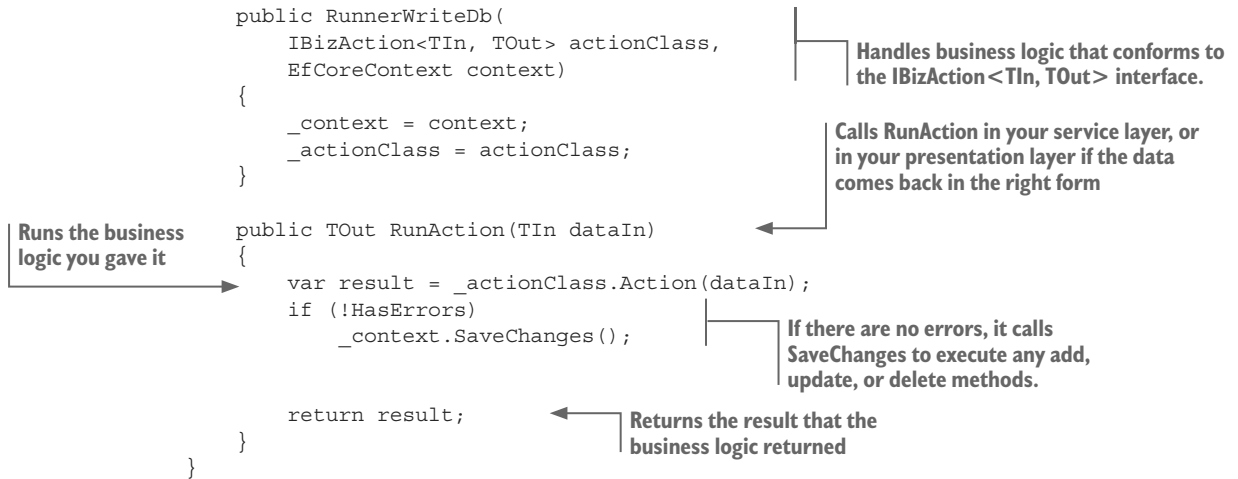 public RunnerWriteDb(
IBizAction<TIn, TOut> actionClass,
EfCoreContext context)
Handles business logic that conforms to
the IBizAction<TIn, TOut> interface.
{
_context = context;
_actionClass = actionClass;
}
Calls RunAction in your service layer, or
in your presentation layer if the data
comes back in the right form
Runs the business
logic you gave it
public TOut RunAction(TIn dataIn)
{
var result = _actionClass.Action(dataIn);
if (!HasErrors)
_context.SaveChanges();
If there are no errors, it calls
SaveChanges to execute any add,
update, or delete methods.
return result;
Returns the result that the
business logic returned
}
}